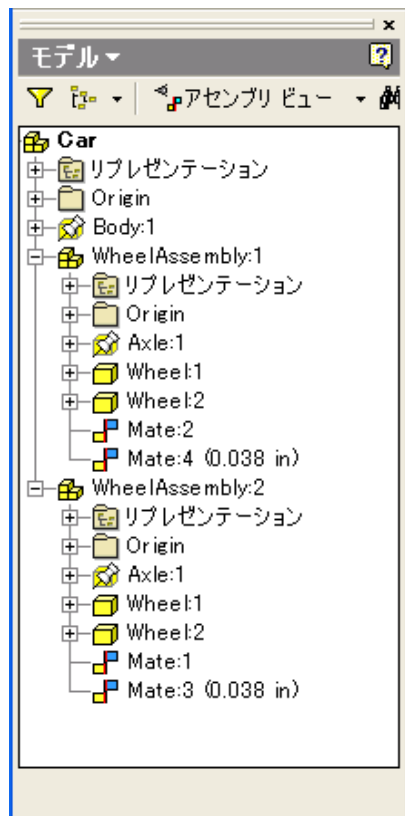 モデル
アセンブリ ビュー
Car
リプレゼンテーション
Origin
Body:1
WheelAssembly:1
リプレゼンテーション
Origin
Axle:1
Wheel:1
Wheel:2
Mate:2
Mate:4 (0.038 in)
WheelAssembly:2
リプレゼンテーション
Origin
Axle:1
Wheel:1
Wheel:2
Mate:1
Mate:3 (0.038 in)